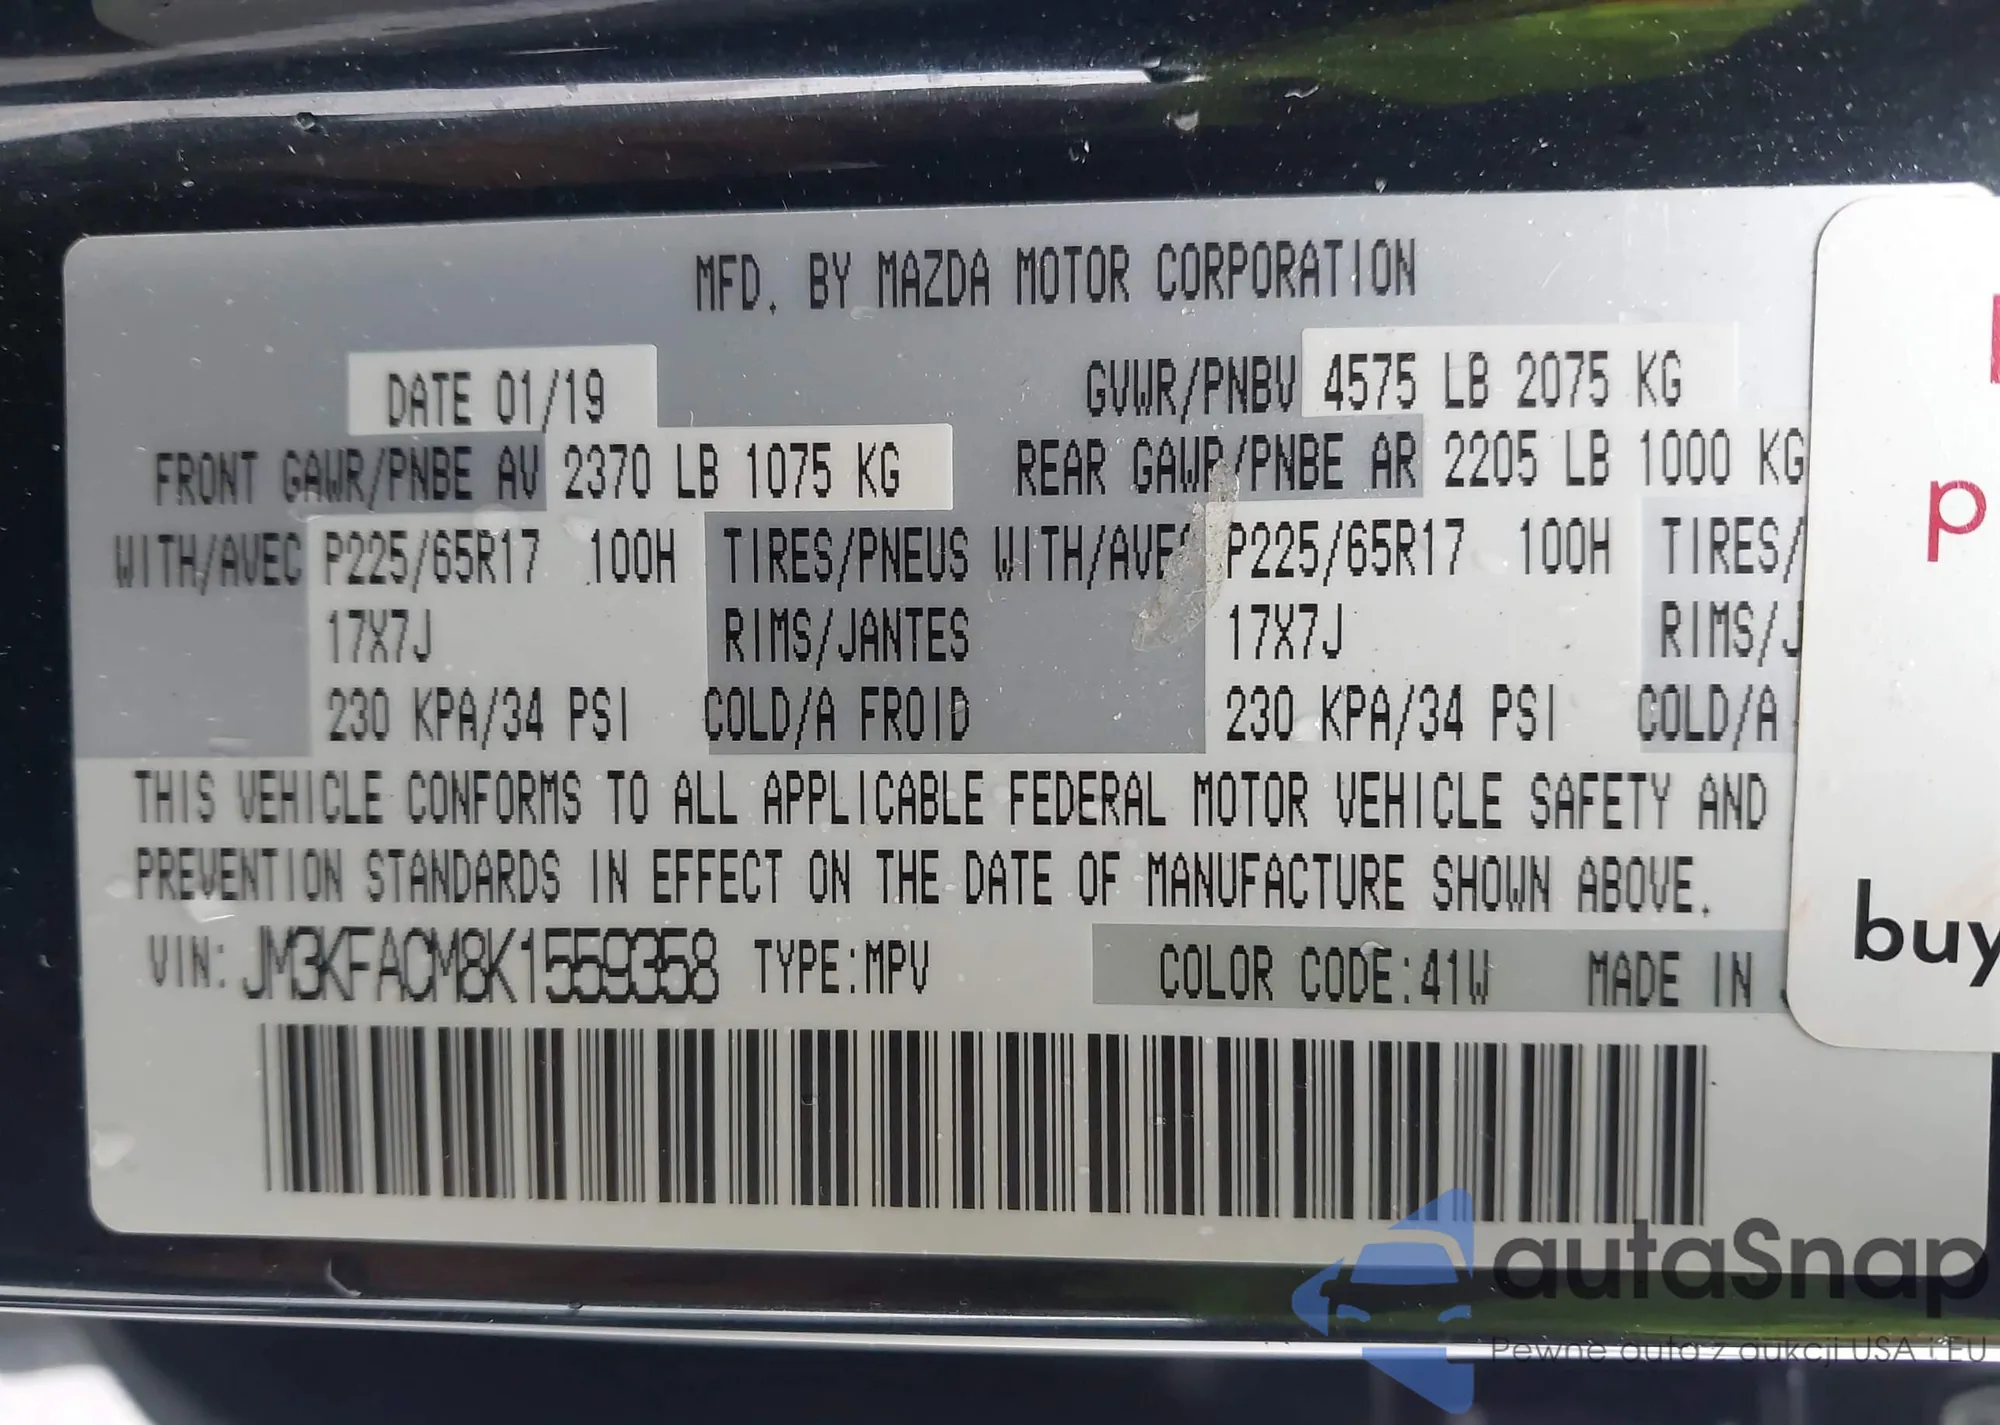 MFD. BY MAZDA MOTOR CORPORATION
DATE 01/19 GVWR/PNBV 4575 LB 2075 KG
FRONT GAWR/PNBE AV 2370 LB 1075 KG REAR GAWR/PNBE AR 2205 LB 1000 KG
WITH/AVEC P225/65R17 100H TIRES/PNEUS WITH/AVEC P225/65R17 100H TIRES/
17X7J RIMS/JANTES 17X7J RIMS/J
230 KPA/34 PSI COLD/A FROID 230 KPA/34 PSI COLD/A
THIS VEHICLE CONFORMS TO ALL APPLICABLE FEDERAL MOTOR VEHICLE SAFETY AND
PREVENTION STANDARDS IN EFFECT ON THE DATE OF MANUFACTURE SHOWN ABOVE.
VIN: JM3KFACM8K1559358 TYPE:MPV COLOR CODE:41W MADE IN
p
buy
autaSnap
Pewne auta z aukcji USA i EU